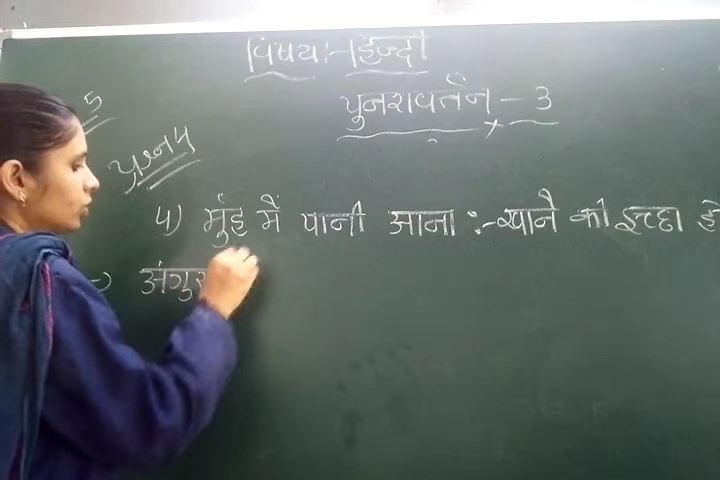 विषय:- हिन्दी
5
पुनरावर्तन - 3
प्रश्न 4
4) मुंह में पानी आना :- खाने की इच्छा हो
अंगुर